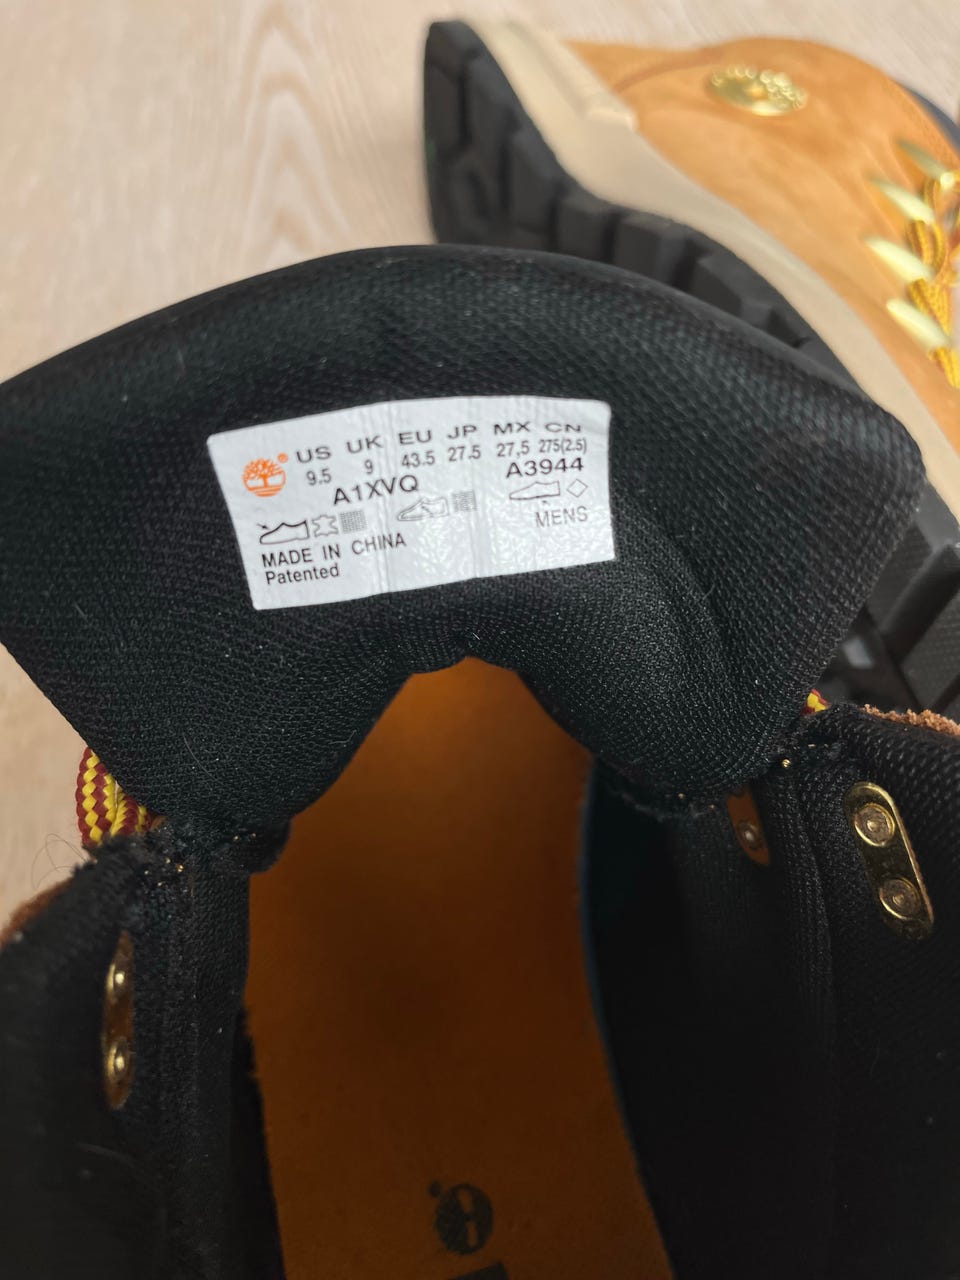 US UK EU JP MX CN
9.5 9 43.5 27.5 27,5 275(2.5)
A1XVQ A3944
MENS
MADE IN CHINA
Patented